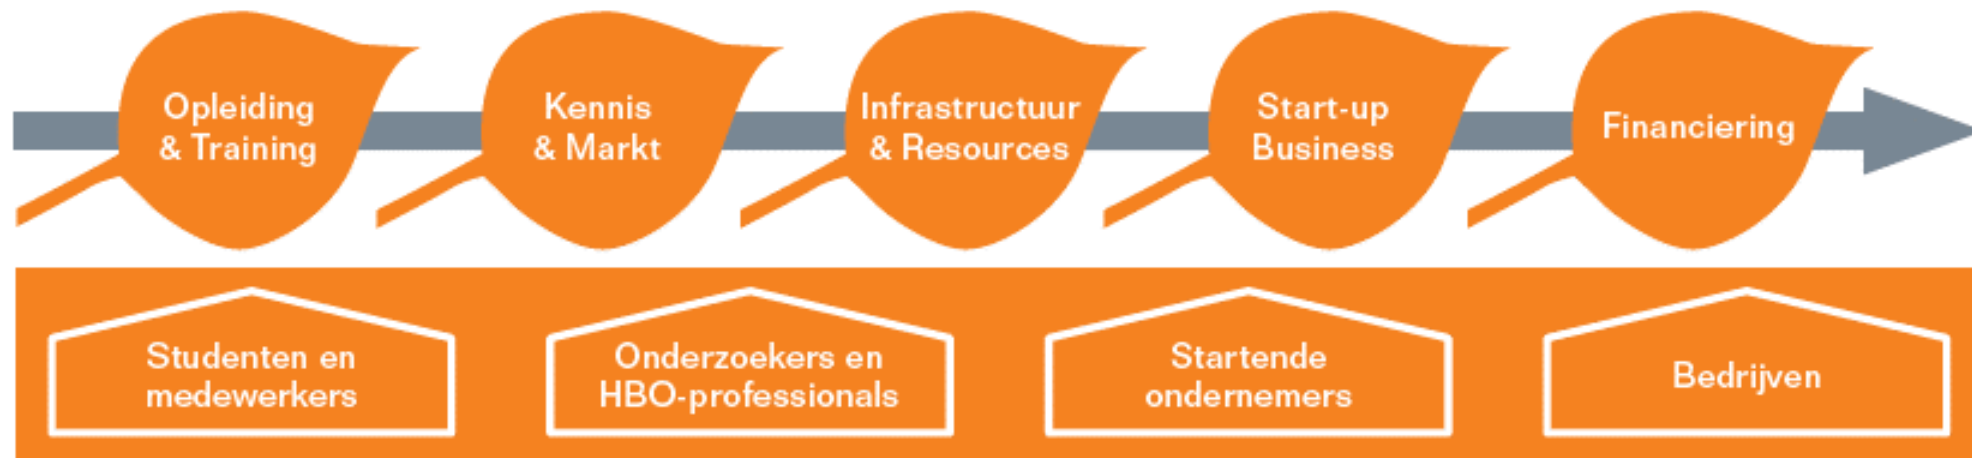 Opleiding
& Training
Kennis
& Markt
Infrastructuur
& Resources
Start-up
Business
Financiering
Studenten en
medewerkers
Onderzoekers en
HBO-professionals
Startende
ondernemers
Bedrijven